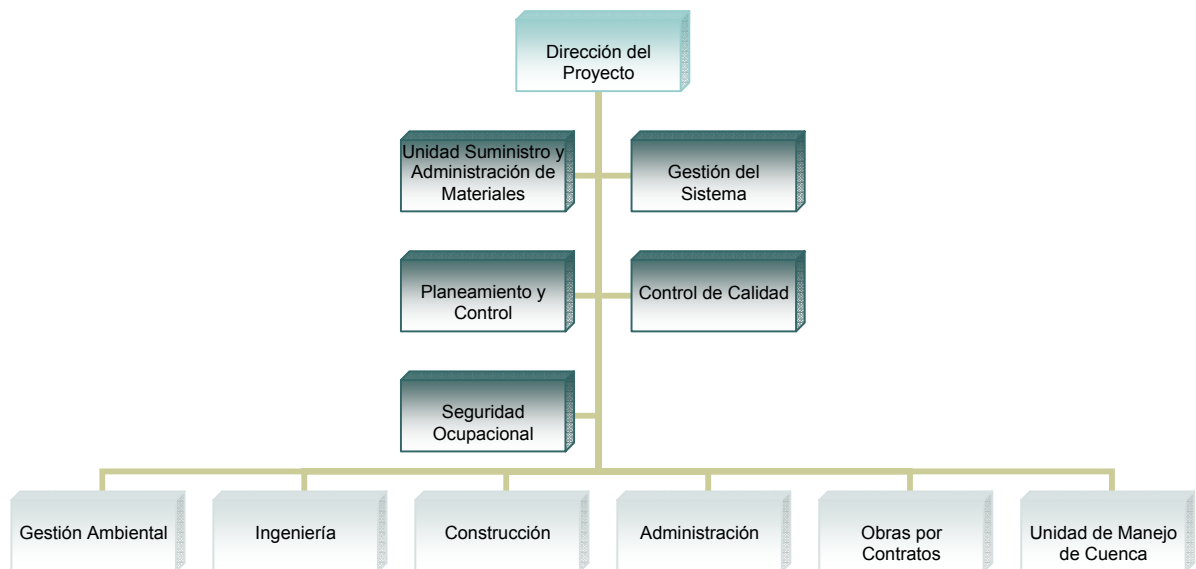 Dirección del
Proyecto
Unidad Suministro y
Administración de
Materiales
Gestión del
Sistema
Planeamiento y
Control
Control de Calidad
Seguridad
Ocupacional
Gestión Ambiental
Ingeniería
Construcción
Administración
Obras por
Contratos
Unidad de Manejo
de Cuenca